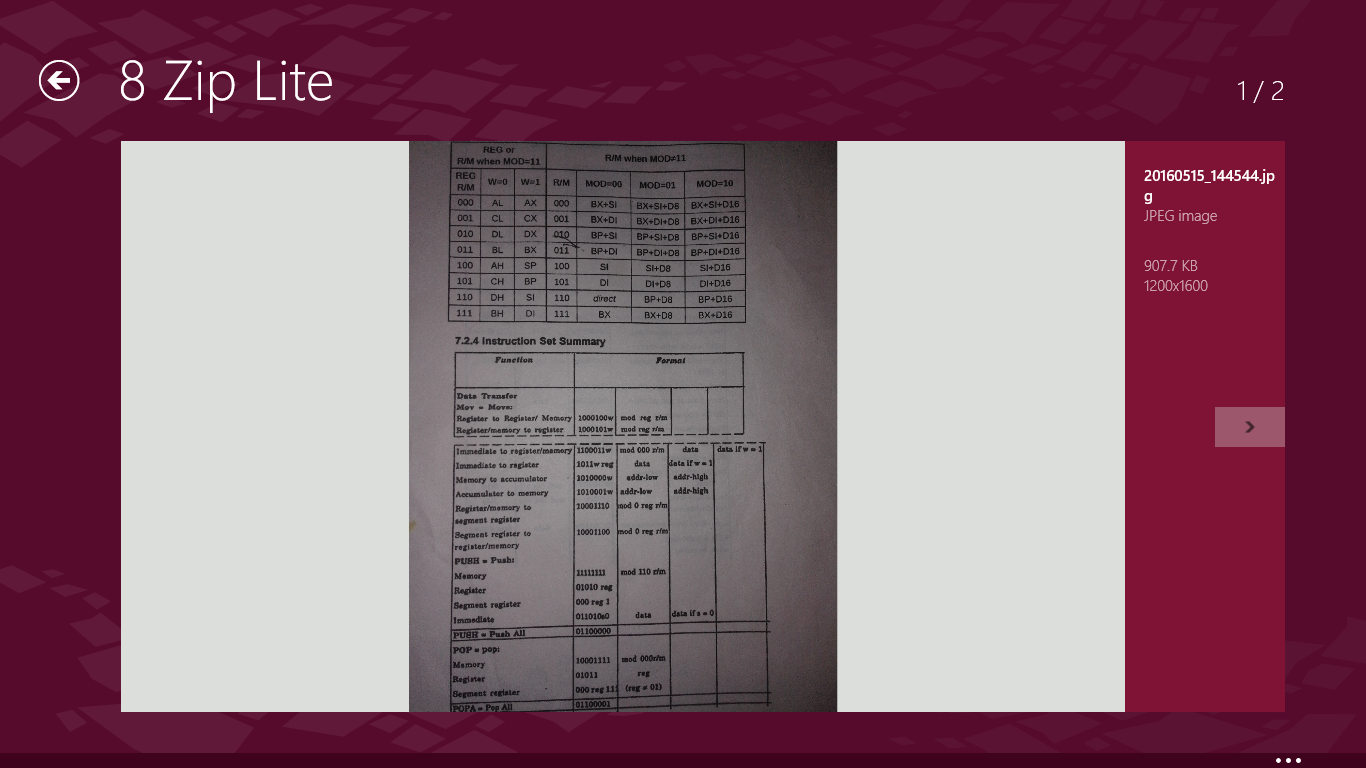 8 Zip Lite
1 / 2
20160515_144544.jp
g
JPEG image
907.7 KB
1200x1600
REG or
R/M when MOD=11 R/M when MOD≠11
REG
R/M W=0 W=1 R/M MOD=00 MOD=01 MOD=10
000 AL AX 000 BX+SI BX+SI+D8 BX+SI+D16
001 CL CX 001 BX+DI BX+DI+D8 BX+DI+D16
010 DL DX 010 BP+SI BP+SI+D8 BP+SI+D16
011 BL BX 011 BP+DI BP+DI+D8 BP+DI+D16
100 AH SP 100 SI SI+D8 SI+D16
101 CH BP 101 DI DI+D8 DI+D16
110 DH SI 110 direct BP+D8 BP+D16
111 BH DI 111 BX BX+D8 BX+D16
7.2.4 Instruction Set Summary
Function Format
Data Transfer
Mov = Move:
Register to Register/ Memory 1000100w mod reg r/m
Register/memory to register 1000101w mod reg r/m
Immediate to register/memory 1100011w mod 000 r/m data data if w = 1
Immediate to register 1011w reg data data if w = 1
Memory to accumulator 1010000w addr-low addr-high
Accumulator to memory 1010001w addr-low addr-high
Register/memory to 10001110 mod 0 reg r/m
segment register
Segment register to 10001100 mod 0 reg r/m
register/memory
PUSH = Push:
Memory 11111111 mod 110 r/m
Register 01010 reg
Segment register 000 reg 1
Immediate 011010s0 data data if s = 0
PUSH = Push All 01100000
POP = pop:
Memory 10001111 mod 000r/m
Register 01011 reg
Segment register 000 reg 111 (reg ≠ 01)
POPA = Pop All 01100001